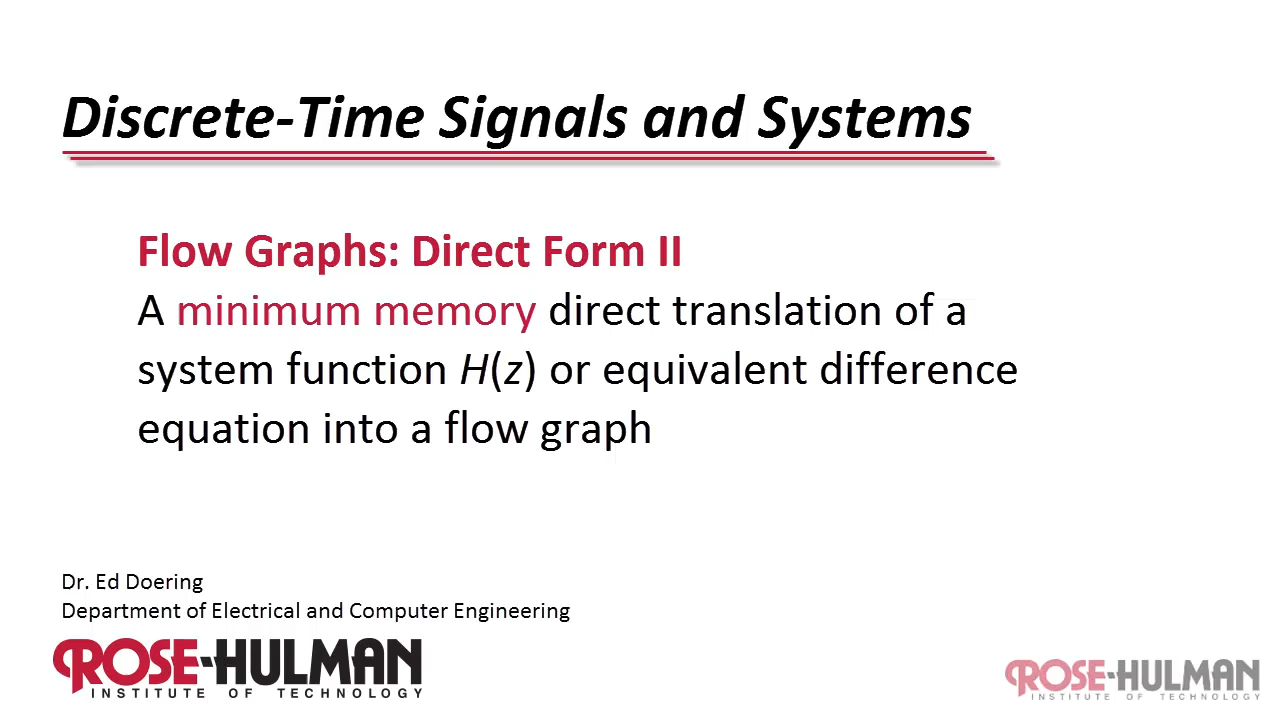 Discrete-Time Signals and Systems
Flow Graphs: Direct Form II
A minimum memory direct translation of a
system function H(z) or equivalent difference
equation into a flow graph
Dr. Ed Doering
Department of Electrical and Computer Engineering
ROSE-HULMAN
INSTITUTE OF TECHNOLOGY
ROSE-HULMAN
INSTITUTE OF TECHNOLOGY